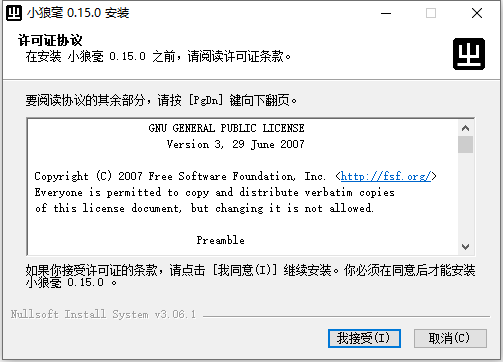 小狼毫 0.15.0 安装
许可证协议
在安装 小狼毫 0.15.0 之前，请阅读许可证条款。
要阅读协议的其余部分，请按 [PgDn] 键向下翻页。
GNU GENERAL PUBLIC LICENSE
Version 3, 29 June 2007
Copyright (C) 2007 Free Software Foundation, Inc. <http://fsf.org/>
Everyone is permitted to copy and distribute verbatim copies
of this license document, but changing it is not allowed.
Preamble
如果你接受许可证的条款，请点击 [我同意(I)] 继续安装。你必须在同意后才能安装
小狼毫 0.15.0 。
Nullsoft Install System v3.06.1
我接受(I)
取消(C)